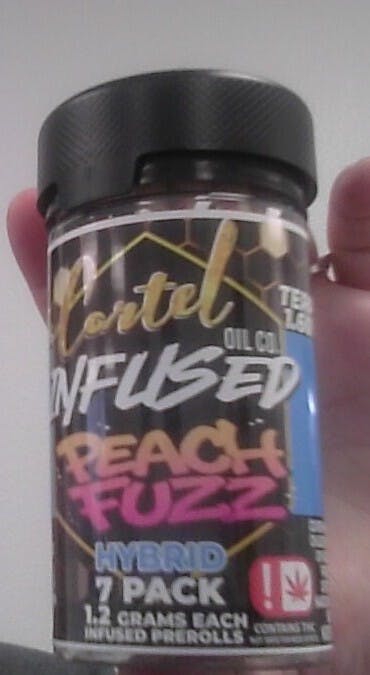 Cartel
OIL CO.
INFUSED
PEACH
FUZZ
HYBRID
7 PACK
1.2 GRAMS EACH
INFUSED PREROLLS
!
CONTAINS THC